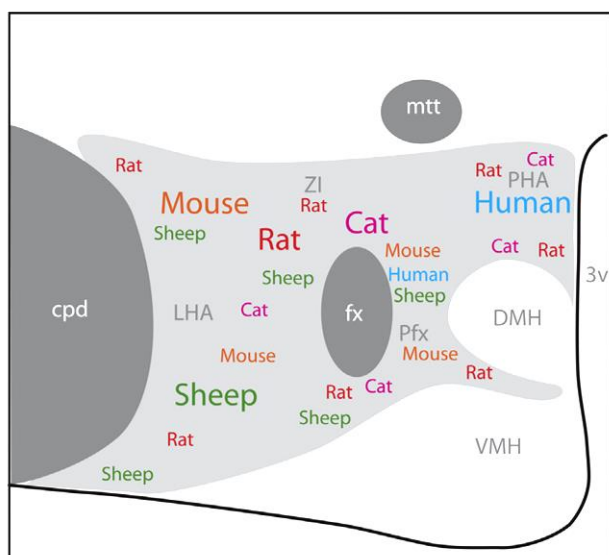 mtt
Cat
Rat
Rat
PHA
ZI
Mouse
Rat
Human
Cat
Sheep
Rat
Mouse
Cat
Rat
Sheep
Human
3v
Sheep
cpd
LHA
Cat
fx
DMH
Pfx
Mouse
Mouse
Rat
Sheep
Rat
Cat
Sheep
Rat
VMH
Sheep